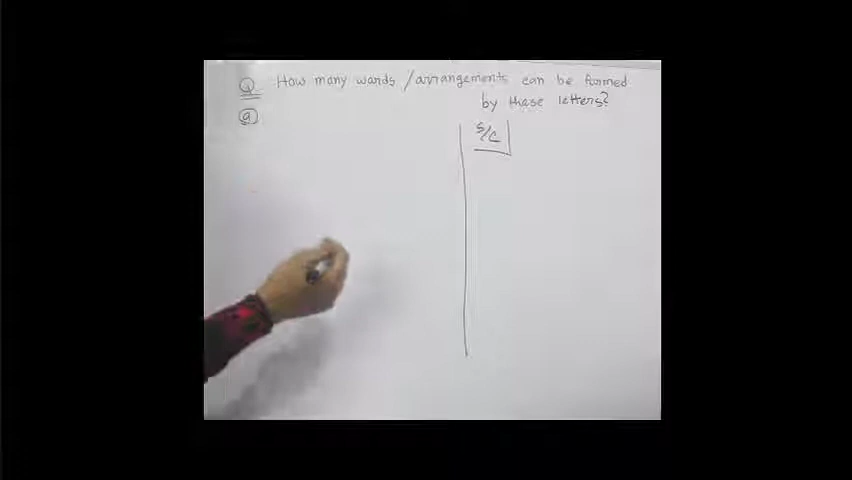 Q How many words /arrangements can be formed
by these letters?
a
S/C